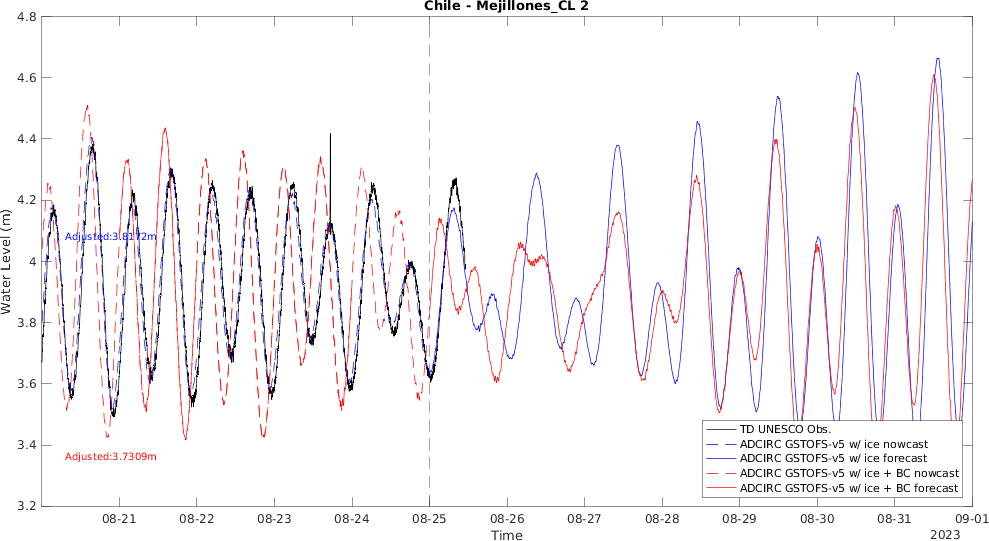 Chile - Mejillones_CL 2
4.8
4.6
4.4
4.2
4
3.8
3.6
3.4
3.2
Water Level (m)
Adjusted:3.8172m
Adjusted:3.7309m
TD UNESCO Obs.
ADCIRC GSTOFS-v5 w/ ice nowcast
ADCIRC GSTOFS-v5 w/ ice forecast
ADCIRC GSTOFS-v5 w/ ice + BC nowcast
ADCIRC GSTOFS-v5 w/ ice + BC forecast
08-21 08-22 08-23 08-24 08-25 08-26 08-27 08-28 08-29 08-30 08-31 09-01
Time
2023